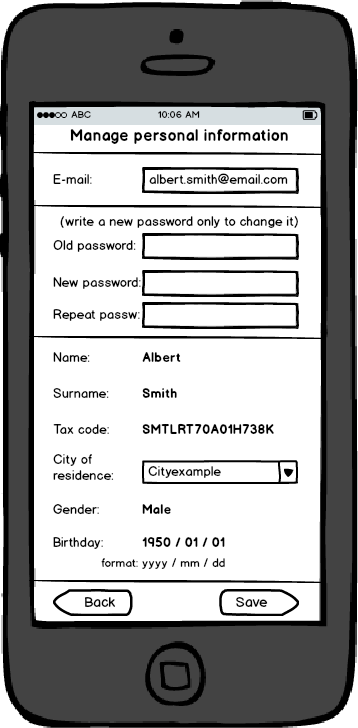 ABC 10:06 AM
Manage personal information
E-mail: albert.smith@email.com
(write a new password only to change it)
Old password:
New password:
Repeat passw:
Name: Albert
Surname: Smith
Tax code: SMTLRT70A01H738K
City of
residence: Cityexample
Gender: Male
Birthday: 1950 / 01 / 01
format: yyyy / mm / dd
Back Save